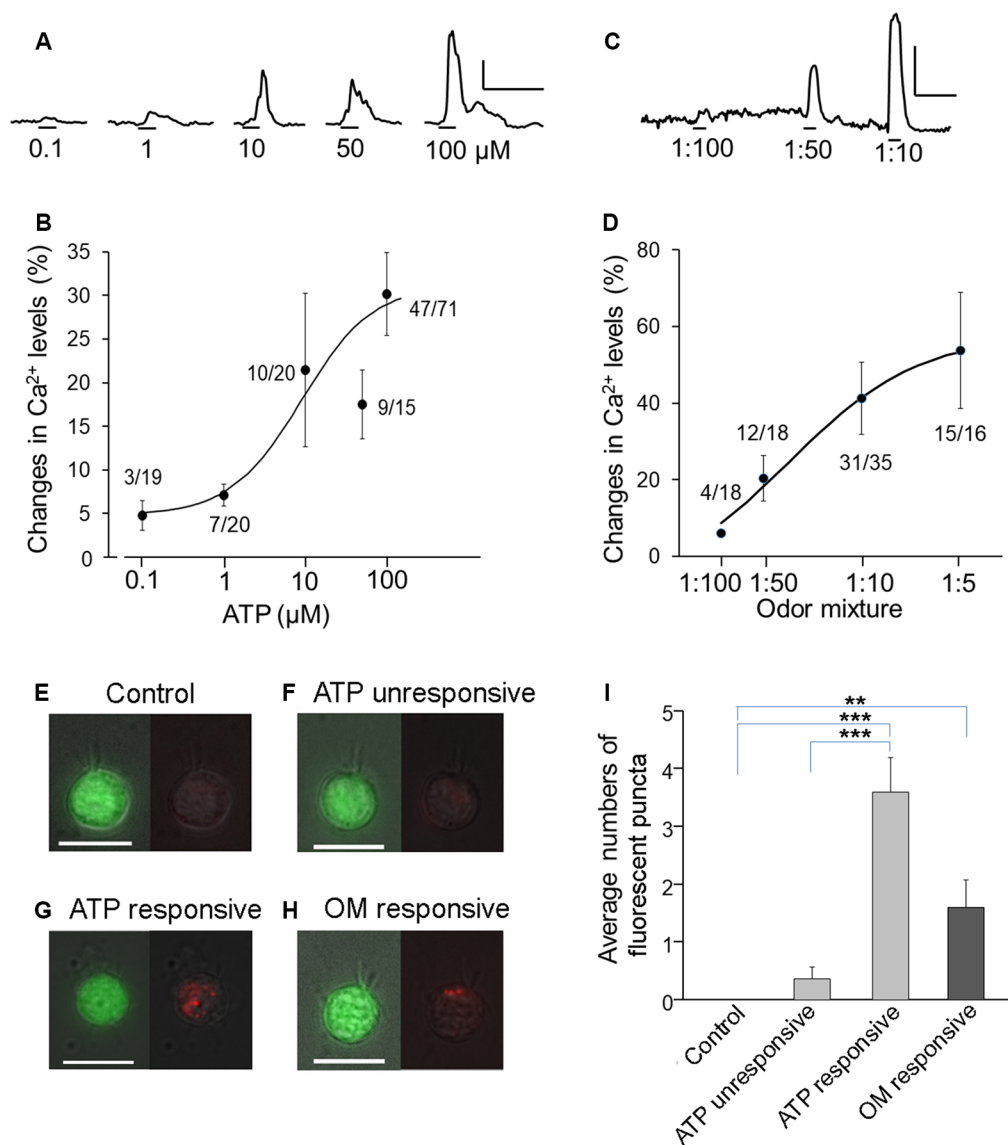 A
0.1 1 10 50 100 µM
C
1:100 1:50 1:10
B
Changes in Ca2+ levels (%)
35
30
25
20
15
10
5
0
3/19
7/20
10/20
9/15
47/71
0.1 1 10 100
ATP (µM)
D
Changes in Ca2+ levels (%)
80
60
40
20
0
4/18
12/18
31/35
15/16
1:100 1:50 1:10 1:5
Odor mixture
E Control
F ATP unresponsive
G ATP responsive
H OM responsive
I
Average numbers of
fluorescent puncta
5
4
3
2
1
0
**
***
***
Control
ATP unresponsive
ATP responsive
OM responsive